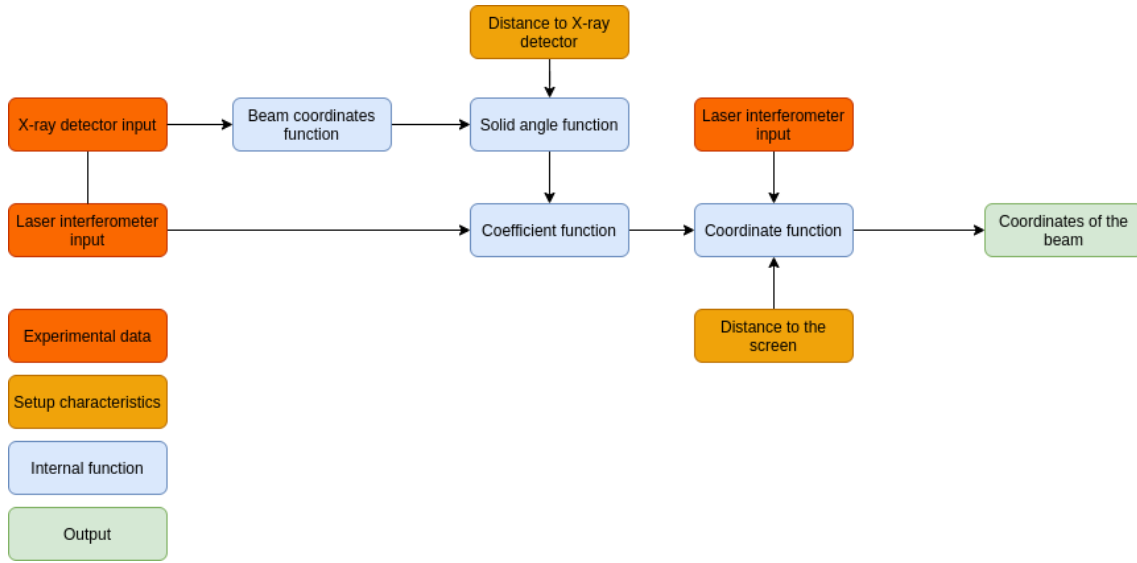 Distance to X-ray
detector
X-ray detector input
Beam coordinates
function
Solid angle function
Laser interferometer
input
Laser interferometer
input
Coefficient function
Coordinate function
Coordinates of the
beam
Experimental data
Distance to the
screen
Setup characteristics
Internal function
Output